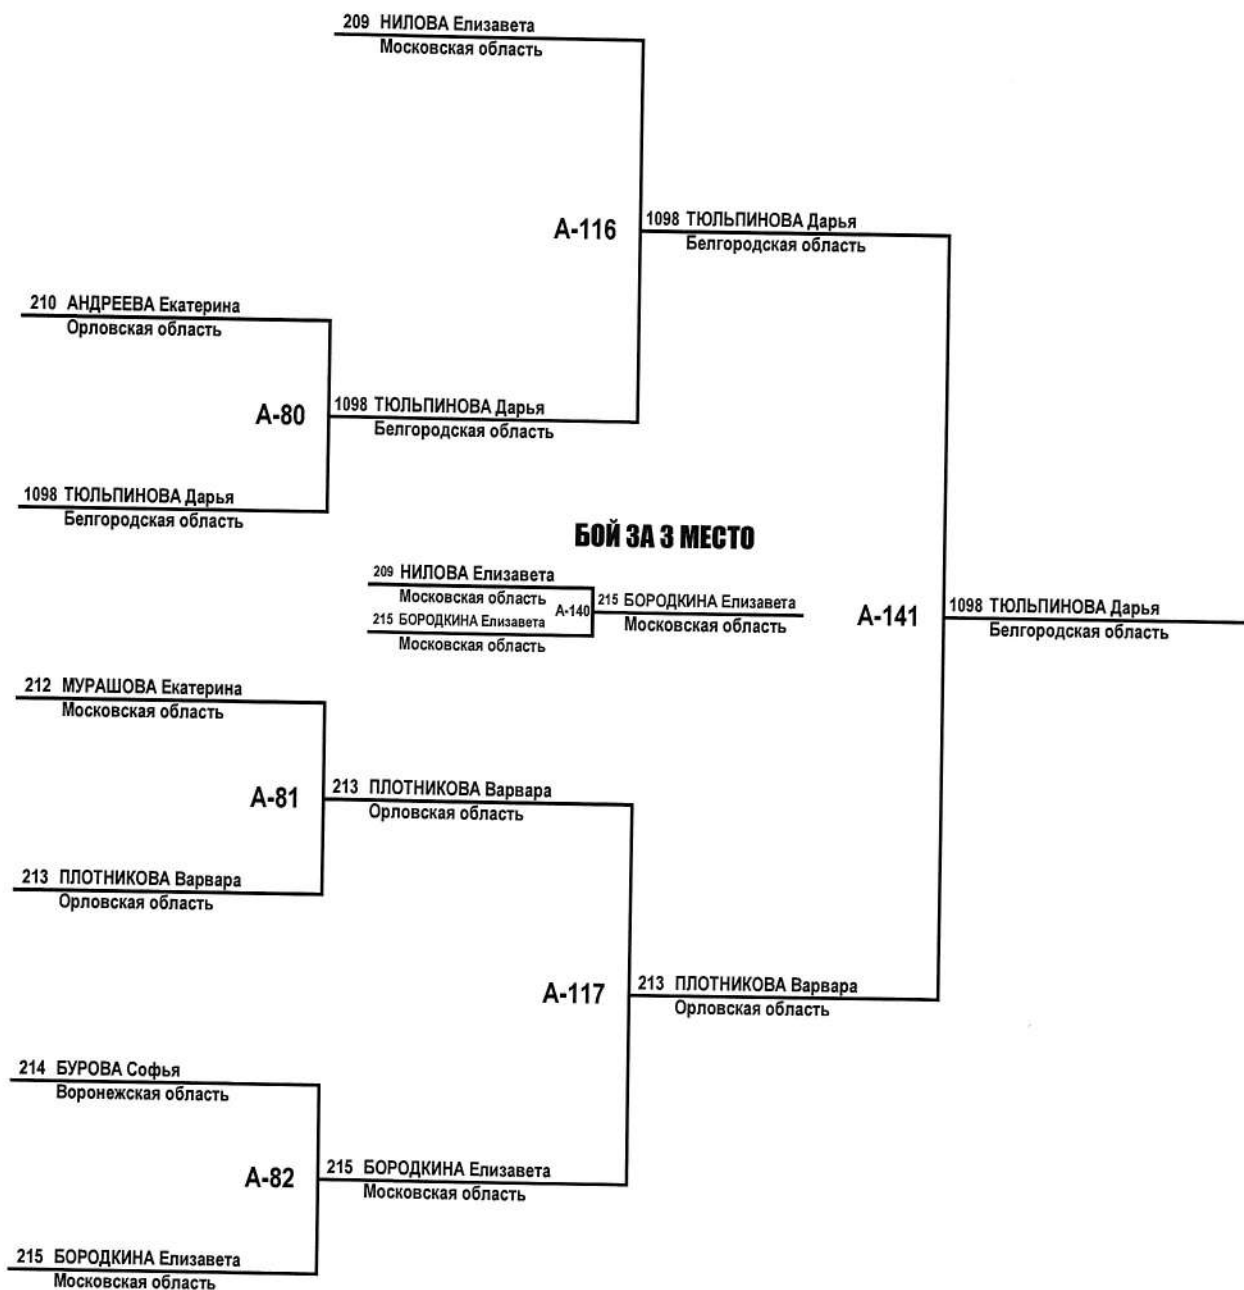 209 НИЛОВА Елизавета
Московская область
А-116
1098 ТЮЛЬПИНОВА Дарья
Белгородская область
210 АНДРЕЕВА Екатерина
Орловская область
А-80
1098 ТЮЛЬПИНОВА Дарья
Белгородская область
1098 ТЮЛЬПИНОВА Дарья
Белгородская область
БОЙ ЗА 3 МЕСТО
209 НИЛОВА Елизавета
Московская область
А-140
215 БОРОДКИНА Елизавета
Московская область
215 БОРОДКИНА Елизавета
Московская область
А-141
1098 ТЮЛЬПИНОВА Дарья
Белгородская область
212 МУРАШОВА Екатерина
Московская область
А-81
213 ПЛОТНИКОВА Варвара
Орловская область
213 ПЛОТНИКОВА Варвара
Орловская область
А-117
213 ПЛОТНИКОВА Варвара
Орловская область
214 БУРОВА Софья
Воронежская область
А-82
215 БОРОДКИНА Елизавета
Московская область
215 БОРОДКИНА Елизавета
Московская область